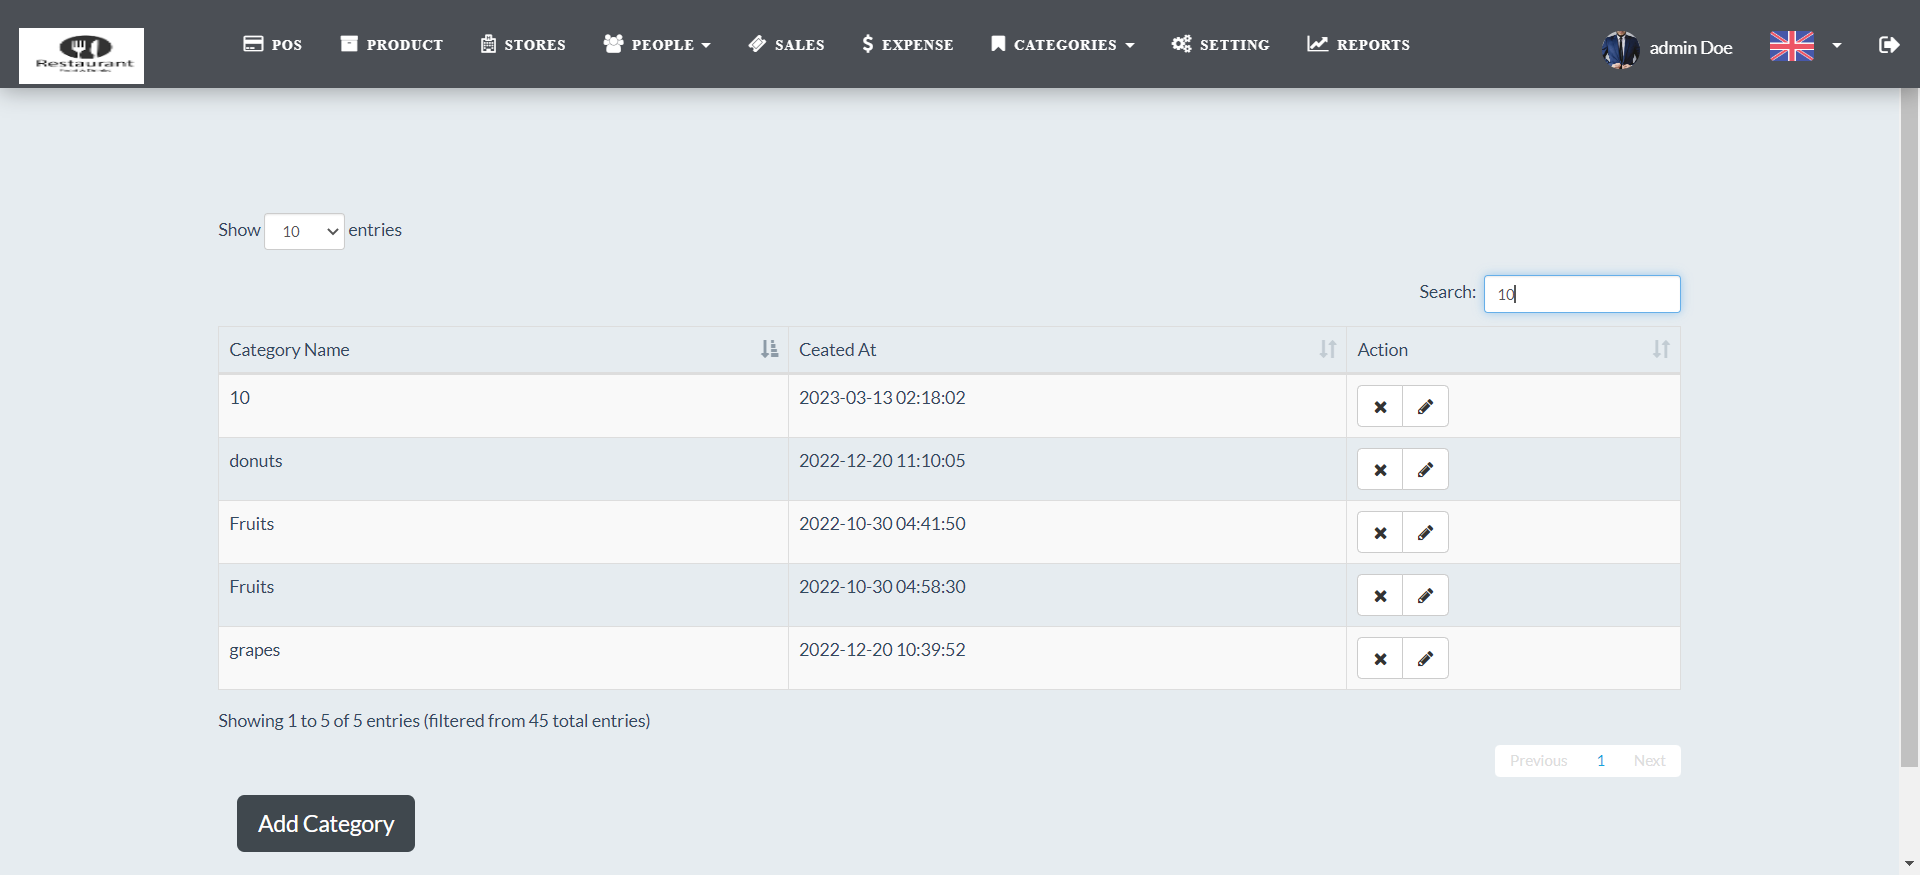 Restaurant
POS PRODUCT STORES PEOPLE SALES EXPENSE CATEGORIES SETTING REPORTS admin Doe
Show 10 entries
Search: 10
Category Name Ceated At Action
10 2023-03-13 02:18:02
donuts 2022-12-20 11:10:05
Fruits 2022-10-30 04:41:50
Fruits 2022-10-30 04:58:30
grapes 2022-12-20 10:39:52
Showing 1 to 5 of 5 entries (filtered from 45 total entries)
Previous 1 Next
Add Category